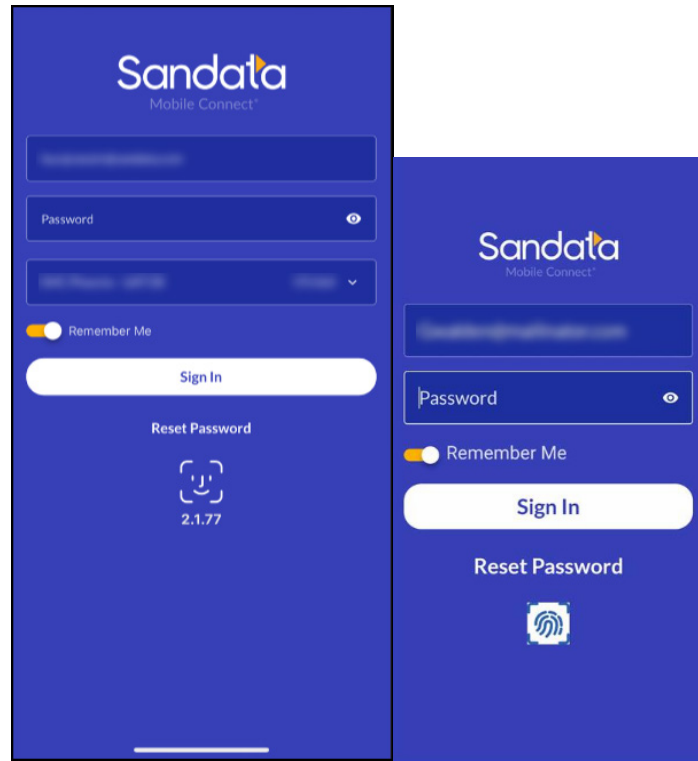 Sandata
Mobile Connect
Password
Remember Me
Sign In
Reset Password
2.1.77
Sandata
Mobile Connect
Password
Remember Me
Sign In
Reset Password